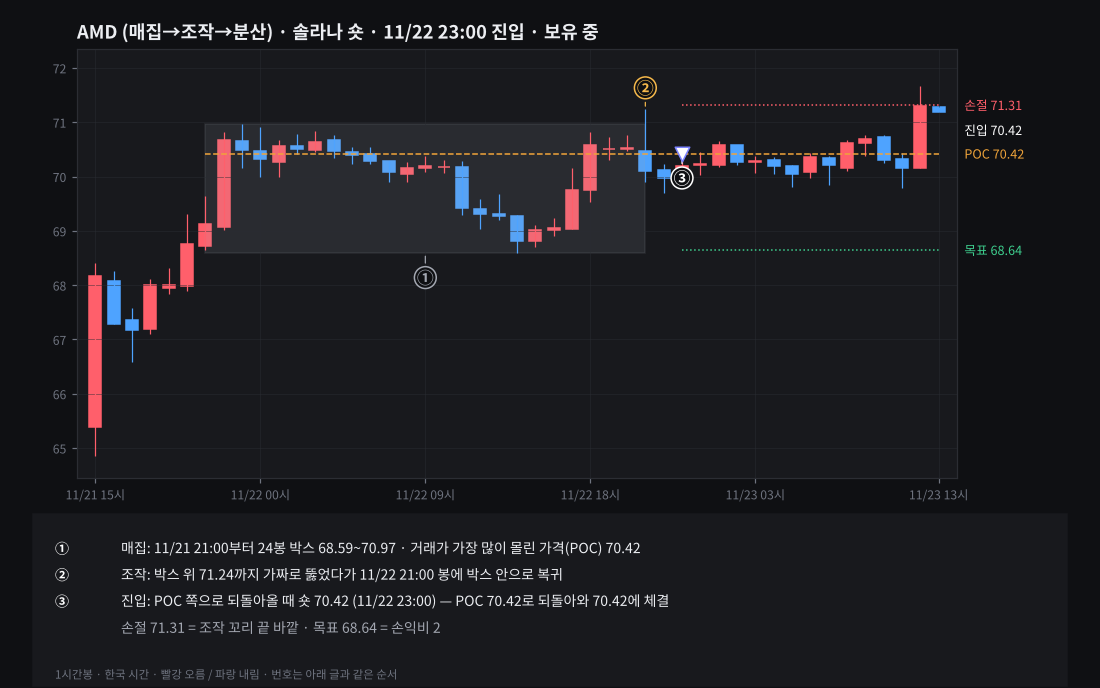 AMD (매집→조작→분산) · 솔라나 숏 · 11/22 23:00 진입 · 보유 중
72
71
70
69
68
67
66
65
②
③
①
손절 71.31
진입 70.42
POC 70.42
목표 68.64
11/21 15시
11/22 00시
11/22 09시
11/22 18시
11/23 03시
11/23 13시
① 매집: 11/21 21:00부터 24봉 박스 68.59~70.97 · 거래가 가장 많이 몰린 가격(POC) 70.42
② 조작: 박스 위 71.24까지 가짜로 뚫었다가 11/22 21:00 봉에 박스 안으로 복귀
③ 진입: POC 쪽으로 되돌아올 때 숏 70.42 (11/22 23:00) — POC 70.42로 되돌아와 70.42에 체결
손절 71.31 = 조작 꼬리 끝 바깥 · 목표 68.64 = 손익비 2
1시간봉 · 한국 시간 · 빨강 오름 / 파랑 내림 · 번호는 아래 글과 같은 순서